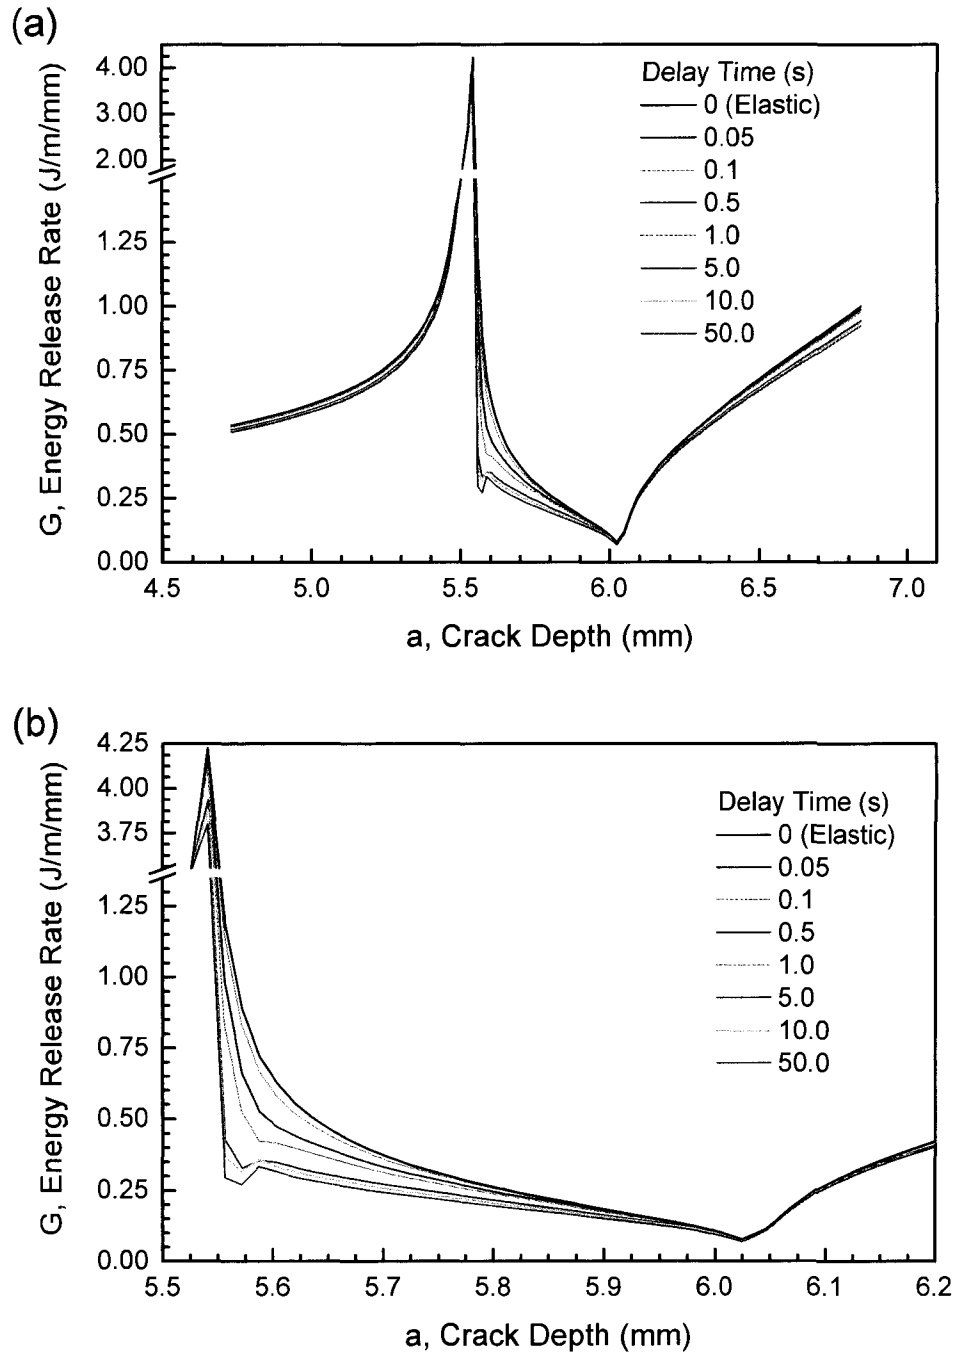 (a)
G, Energy Release Rate (J/m/mm)
4.00
3.00
2.00
1.25
1.00
0.75
0.50
0.25
0.00
Delay Time (s)
0 (Elastic)
0.05
0.1
0.5
1.0
5.0
10.0
50.0
4.5 5.0 5.5 6.0 6.5 7.0
a, Crack Depth (mm)
(b)
G, Energy Release Rate (J/m/mm)
4.25
4.00
3.75
1.25
1.00
0.75
0.50
0.25
0.00
Delay Time (s)
0 (Elastic)
0.05
0.1
0.5
1.0
5.0
10.0
50.0
5.5 5.6 5.7 5.8 5.9 6.0 6.1 6.2
a, Crack Depth (mm)